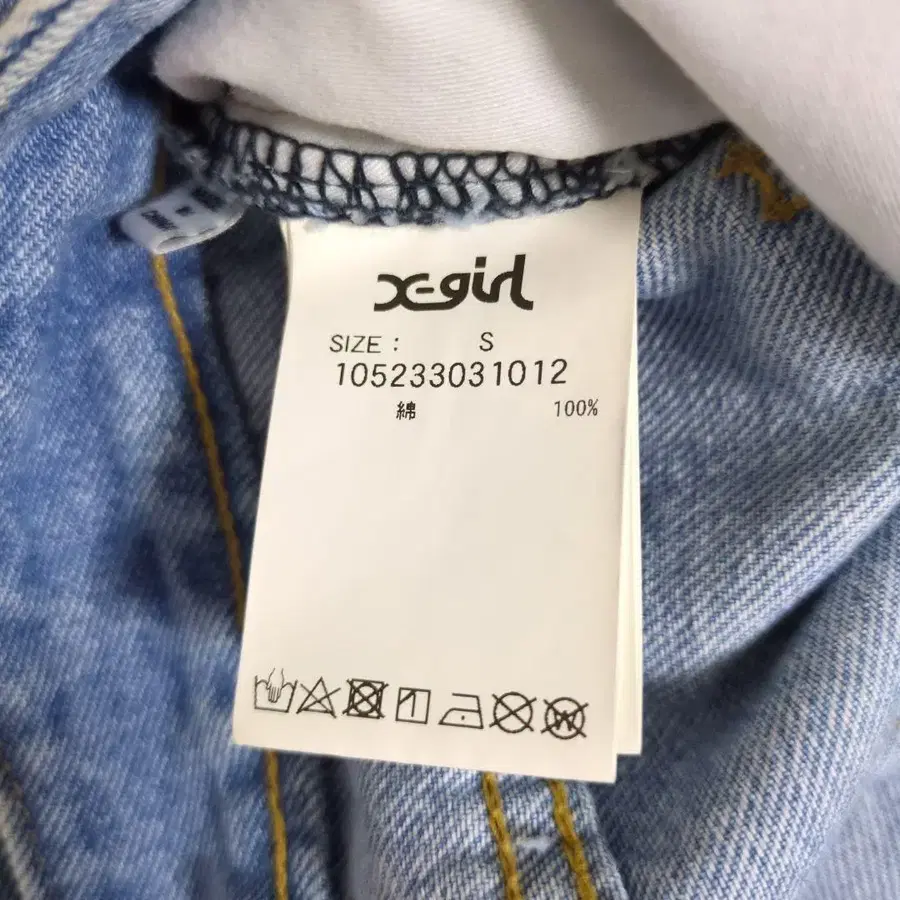 X-girl
SIZE : S
105233031012
綿 100%